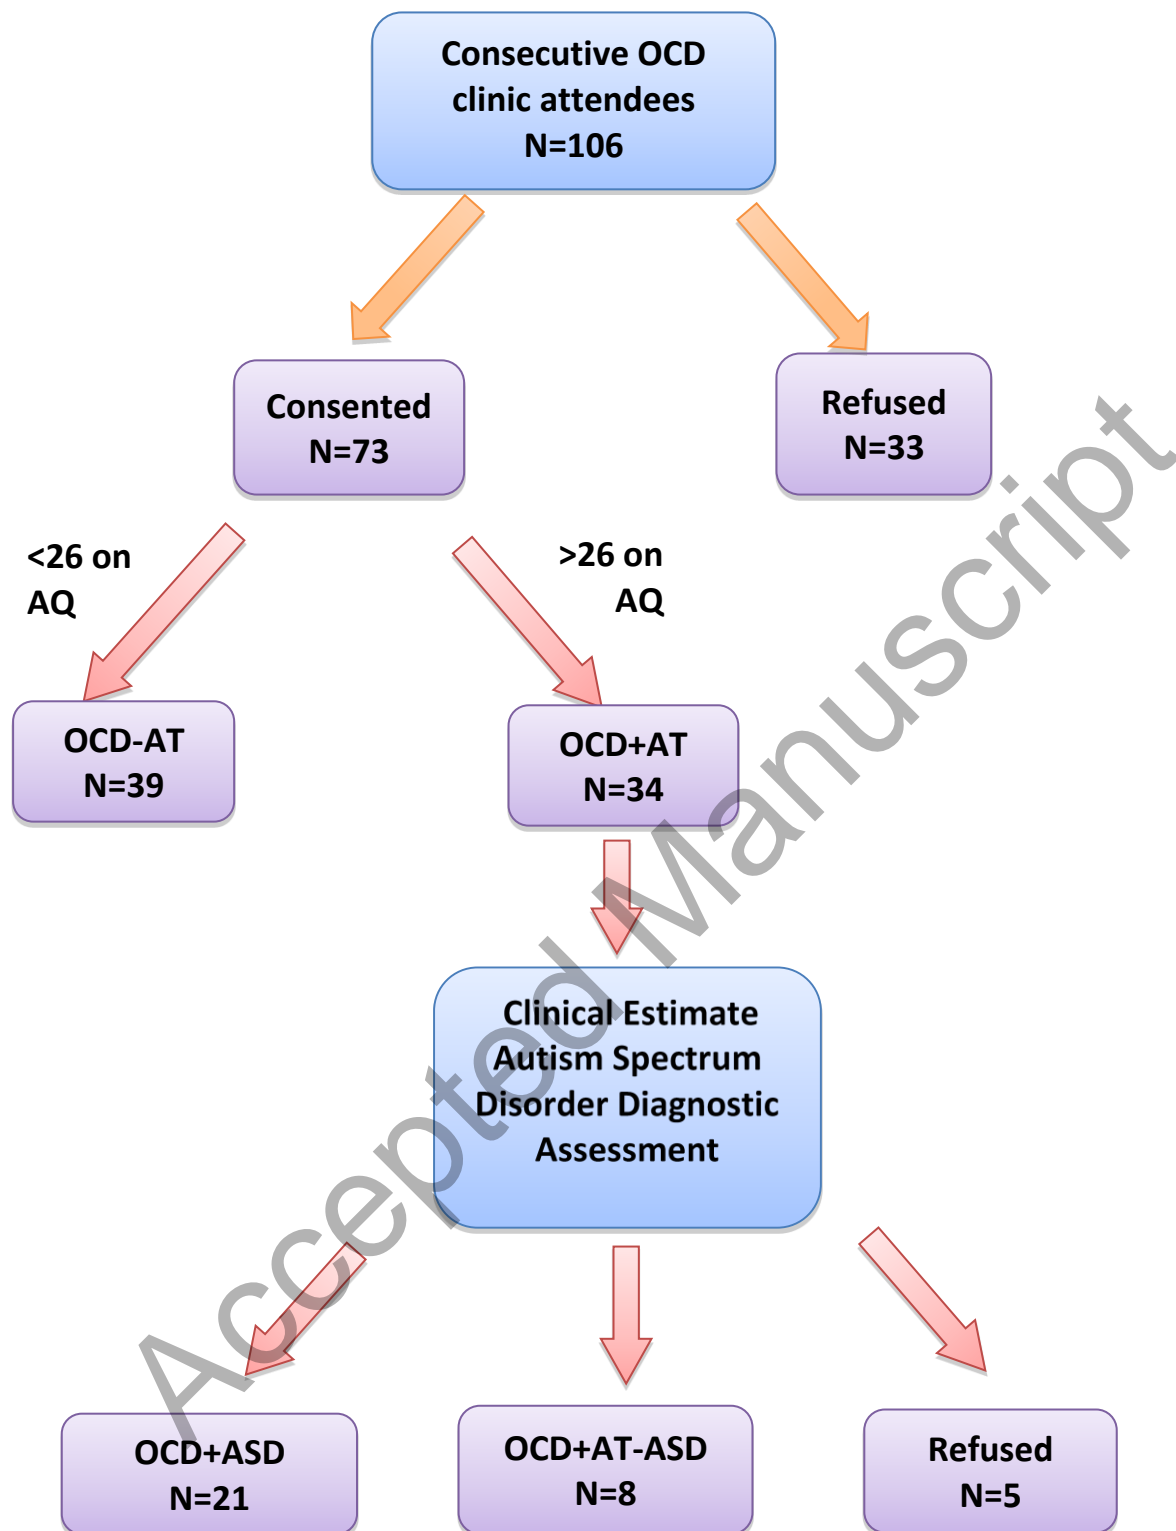 Consecutive OCD
clinic attendees
N=106
Consented
N=73
Refused
N=33
<26 on
AQ
>26 on
AQ
OCD-AT
N=39
OCD+AT
N=34
Clinical Estimate
Autism Spectrum
Disorder Diagnostic
Assessment
OCD+ASD
N=21
OCD+AT-ASD
N=8
Refused
N=5
Accepted Manuscript